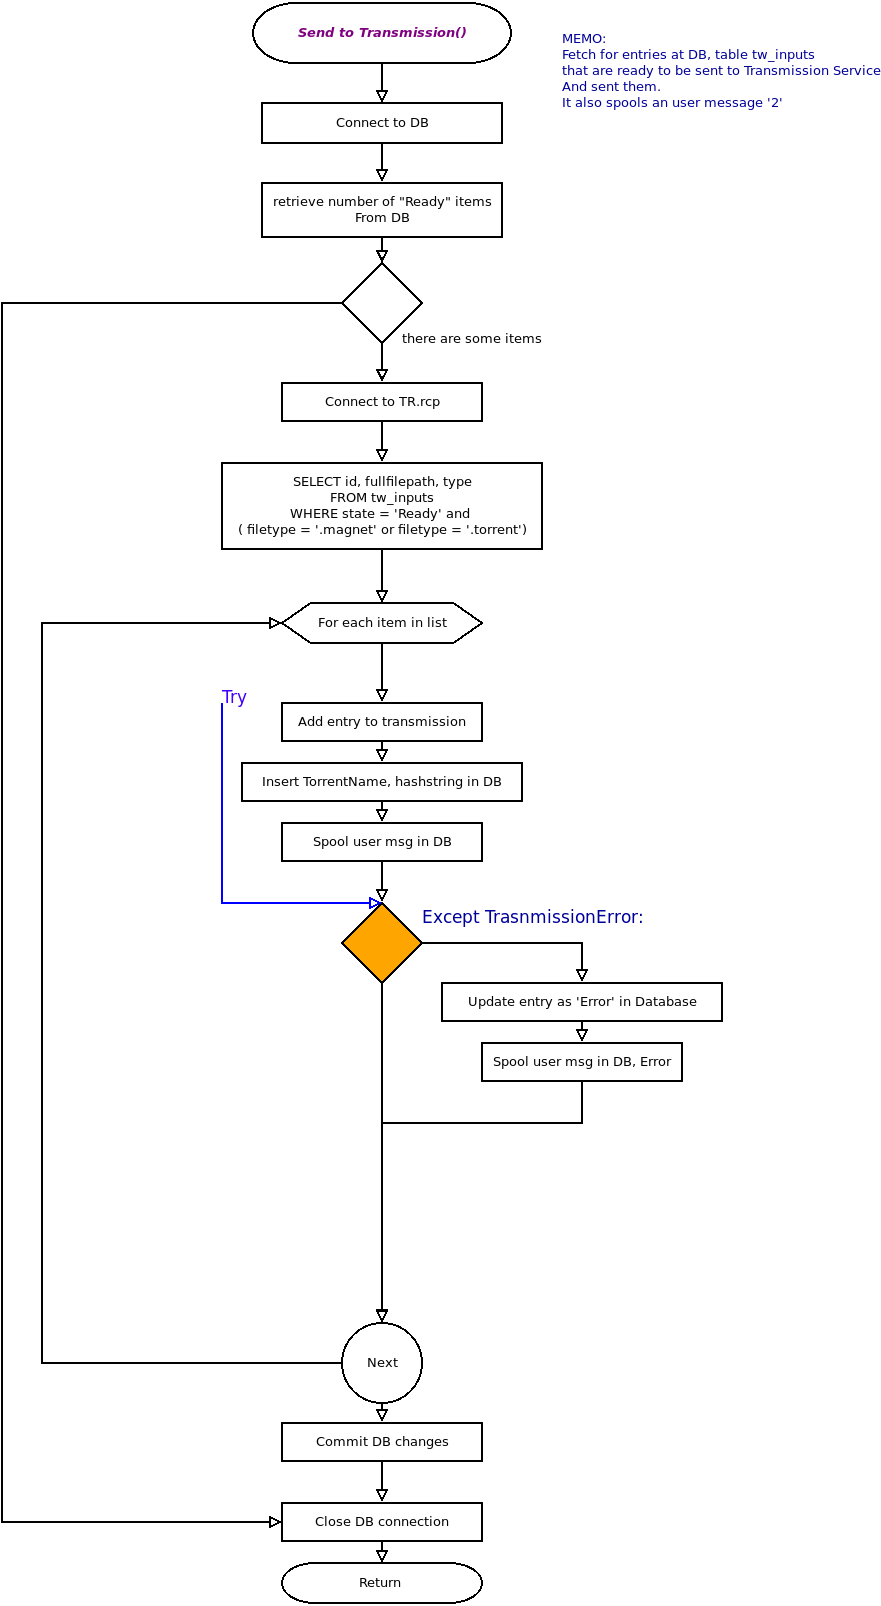 Send to Transmission()
MEMO:
Fetch for entries at DB, table tw_inputs
that are ready to be sent to Transmission Service
And sent them.
It also spools an user message '2'
Connect to DB
retrieve number of "Ready" items
From DB
there are some items
Connect to TR.rcp
SELECT id, fullfilepath, type
FROM tw_inputs
WHERE state = 'Ready' and
( filetype = '.magnet' or filetype = '.torrent')
For each item in list
Try
Add entry to transmission
Insert TorrentName, hashstring in DB
Spool user msg in DB
Except TrasnmissionError:
Update entry as 'Error' in Database
Spool user msg in DB, Error
Next
Commit DB changes
Close DB connection
Return